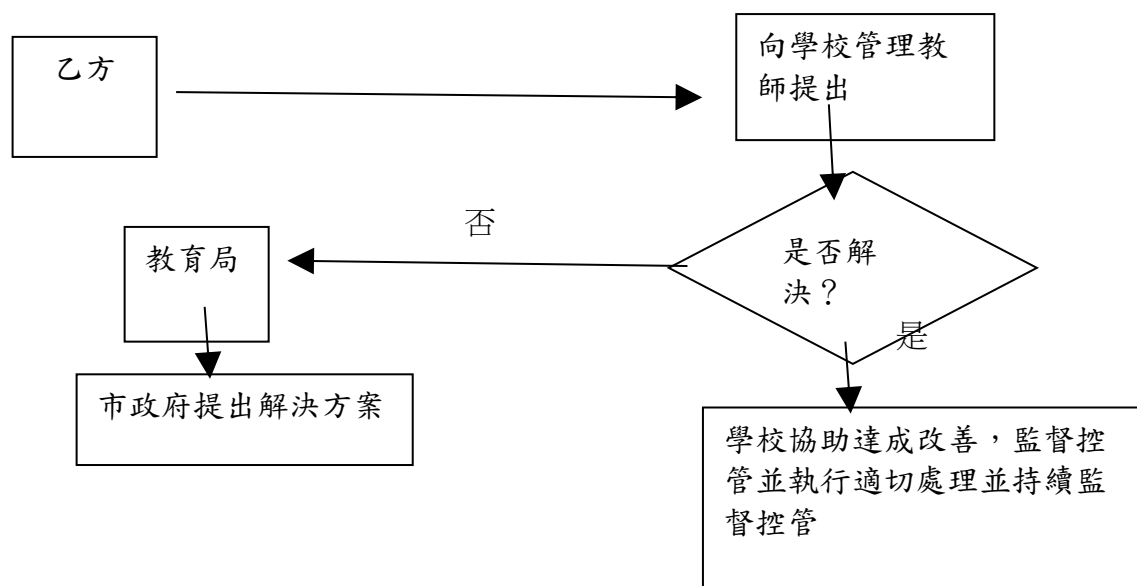 乙方
向學校管理教
師提出
否
教育局
是否解
決？
是
市政府提出解決方案
學校協助達成改善，監督控
管並執行適切處理並持續監
督控管